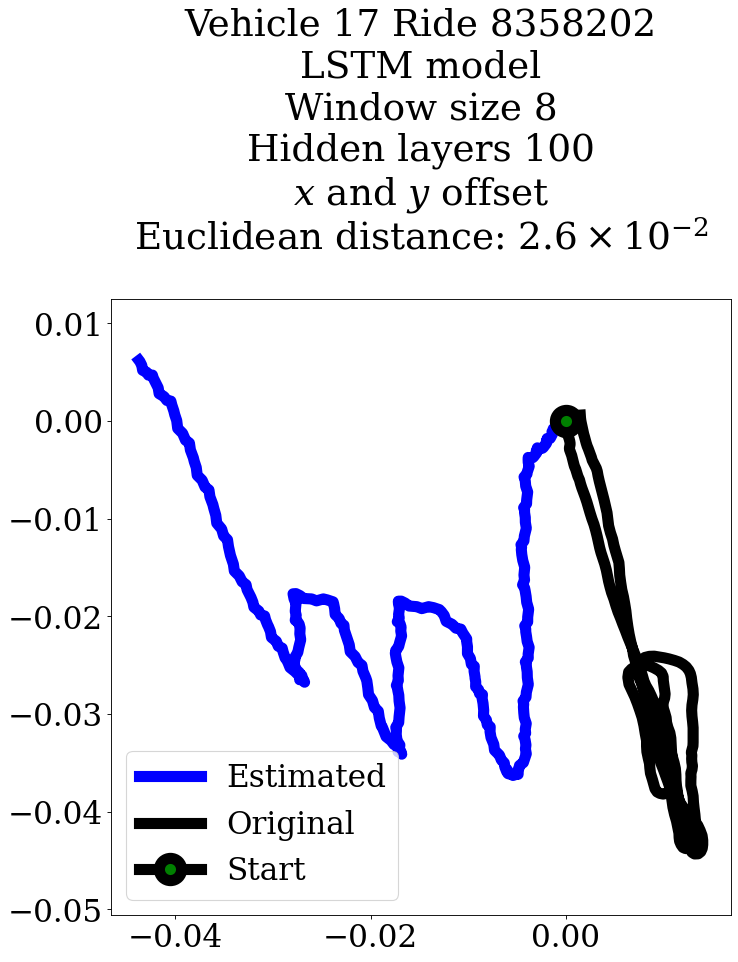 Vehicle 17 Ride 8358202
LSTM model
Window size 8
Hidden layers 100
x and y offset
Euclidean distance: 2.6 × 10⁻²
0.01
0.00
−0.01
−0.02
−0.03
−0.04
−0.05
Estimated
Original
Start
−0.04 −0.02 0.00